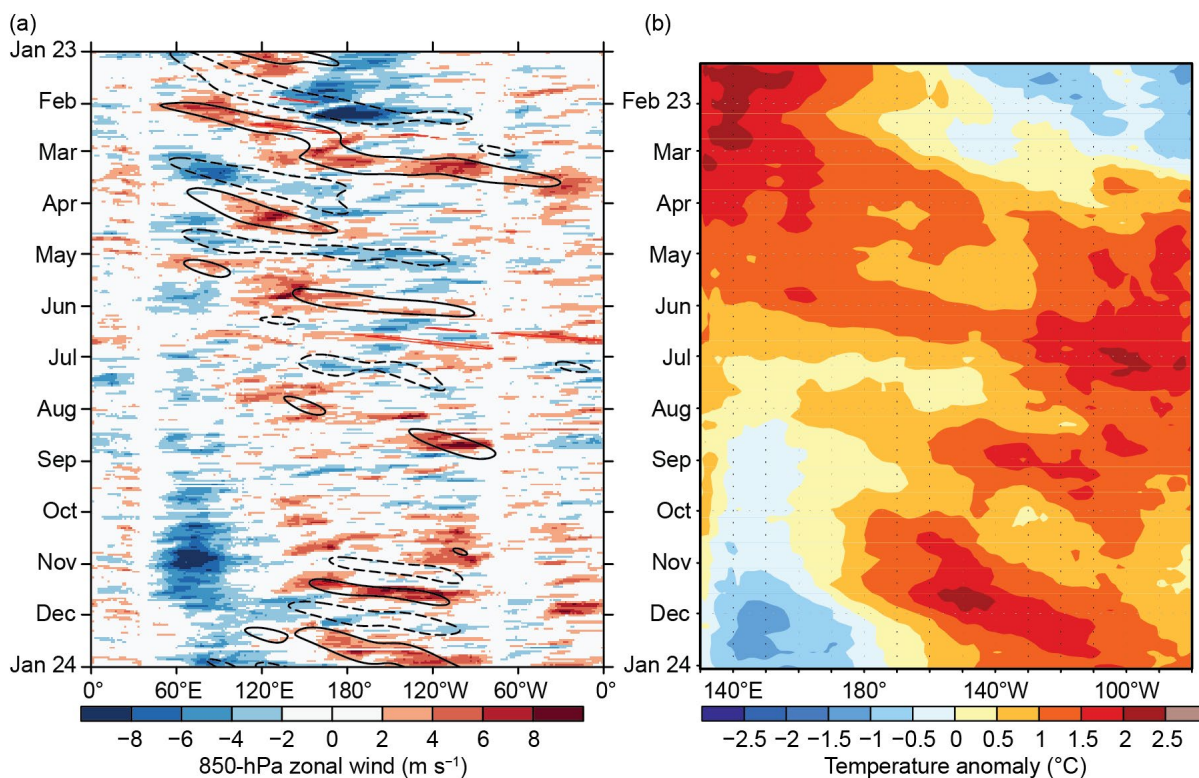 (a)
Jan 23
Feb
Mar
Apr
May
Jun
Jul
Aug
Sep
Oct
Nov
Dec
Jan 24
0° 60°E 120°E 180° 120°W 60°W 0°
−8 −6 −4 −2 0 2 4 6 8
850-hPa zonal wind (m s⁻¹)
(b)
Feb 23
Mar
Apr
May
Jun
Jul
Aug
Sep
Oct
Nov
Dec
Jan 24
140°E 180° 140°W 100°W
−2.5 −2 −1.5 −1 −0.5 0 0.5 1 1.5 2 2.5
Temperature anomaly (°C)